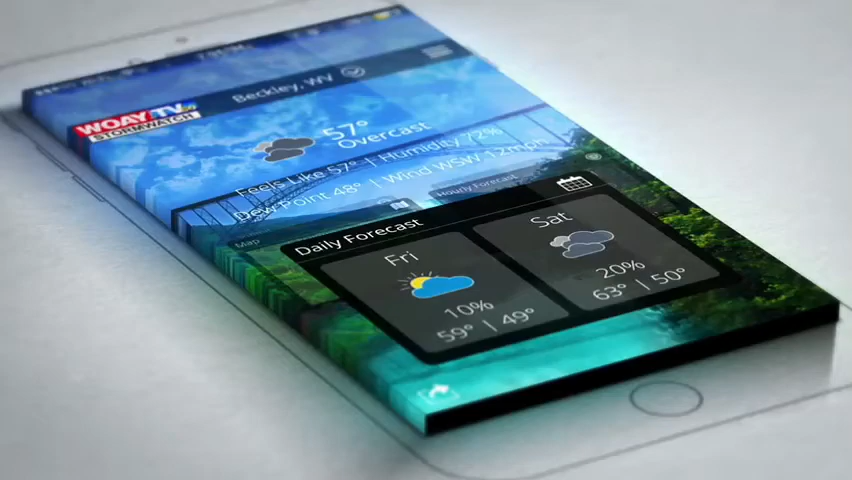 Beckley, WV
WOAY TV
STORMWATCH
57°
Overcast
Feels Like 57° | Humidity 72%
Dew Point 48° | Wind WSW 12mph
Hourly Forecast
Map
Daily Forecast
Fri
10%
59° | 49°
Sat
20%
63° | 50°